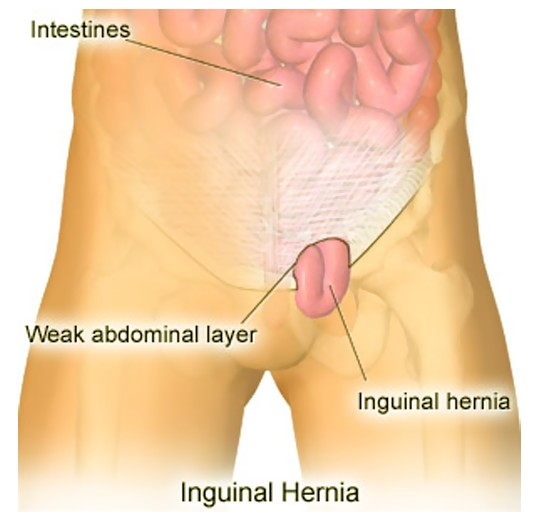 Intestines
Weak abdominal layer
Inguinal hernia
Inguinal Hernia